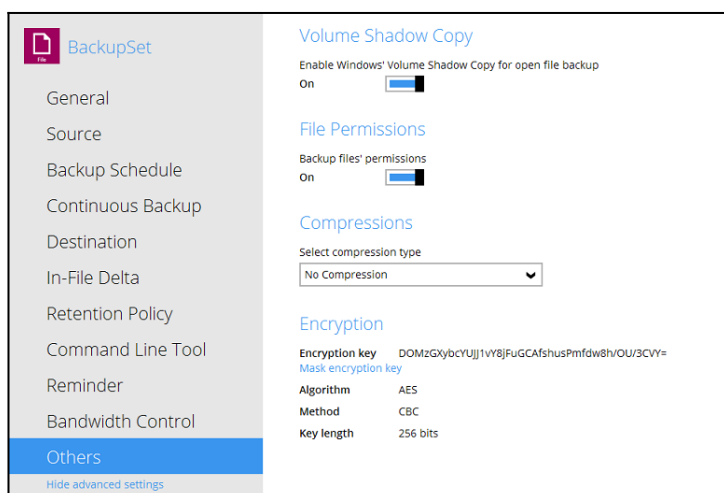 File
BackupSet
General
Source
Backup Schedule
Continuous Backup
Destination
In-File Delta
Retention Policy
Command Line Tool
Reminder
Bandwidth Control
Others
Hide advanced settings
Volume Shadow Copy
Enable Windows' Volume Shadow Copy for open file backup
On
File Permissions
Backup files' permissions
On
Compressions
Select compression type
No Compression
Encryption
Encryption key DOMzGXybcYUJJ1vY8jFuGCAfshusPmfdw8h/OU/3CVY=
Mask encryption key
Algorithm AES
Method CBC
Key length 256 bits